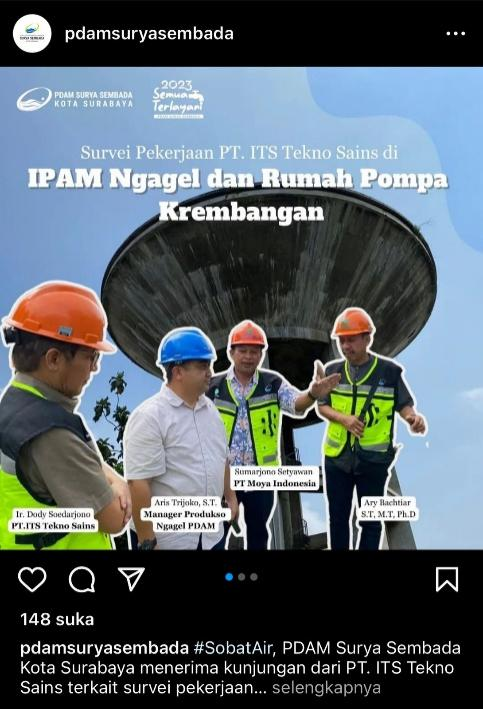 pdamsuryasembada
PDAM SURYA SEMBADA
KOTA SURABAYA
2023
Semua
Terlayani
Survei Pekerjaan PT. ITS Tekno Sains di
IPAM Ngagel dan Rumah Pompa
Krembangan
Sumarjono Setyawan
PT Moya Indonesia
Ir. Dody Soedarjono
PT.ITS Tekno Sains
Aris Trijoko, S.T.
Manager Produkso
Ngagel PDAM
Ary Bachtiar
S.T, M.T, Ph.D
148 suka
pdamsuryasembada #SobatAir, PDAM Surya Sembada
Kota Surabaya menerima kunjungan dari PT. ITS Tekno
Sains terkait survei pekerjaan... selengkapnya